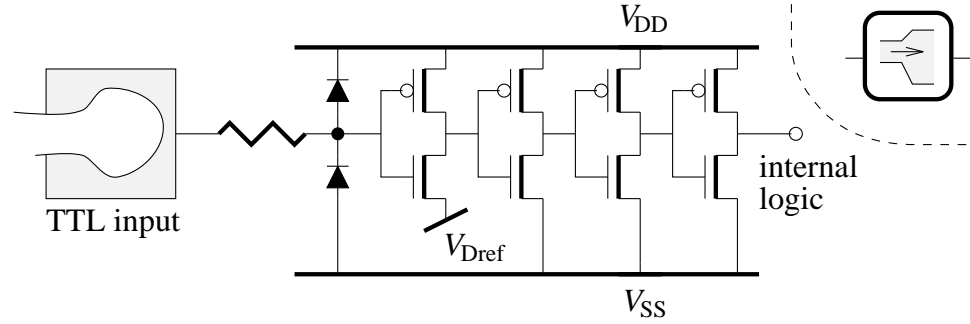 VDD
TTL input
VDref
internal
logic
VSS